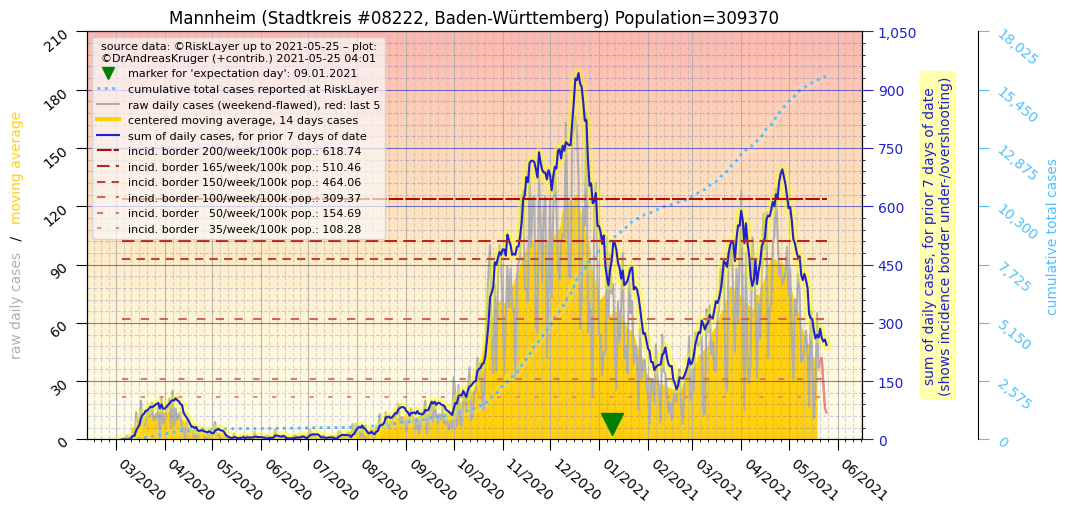 Mannheim (Stadtkreis #08222, Baden-Württemberg) Population=309370
source data: ©RiskLayer up to 2021-05-25 – plot:
©DrAndreasKruger (+contrib.) 2021-05-25 04:01
marker for 'expectation day': 09.01.2021
cumulative total cases reported at RiskLayer
raw daily cases (weekend-flawed), red: last 5
centered moving average, 14 days cases
sum of daily cases, for prior 7 days of date
incid. border 200/week/100k pop.: 618.74
incid. border 165/week/100k pop.: 510.46
incid. border 150/week/100k pop.: 464.06
incid. border 100/week/100k pop.: 309.37
incid. border 50/week/100k pop.: 154.69
incid. border 35/week/100k pop.: 108.28
raw daily cases / moving average
210
180
150
120
90
60
30
0
03/2020
04/2020
05/2020
06/2020
07/2020
08/2020
09/2020
10/2020
11/2020
12/2020
01/2021
02/2021
03/2021
04/2021
05/2021
06/2021
1,050
900
750
600
450
300
150
0
sum of daily cases, for prior 7 days of date
(shows incidence border under-/overshooting)
18,025
15,450
12,875
10,300
7,725
5,150
2,575
0
cumulative total cases